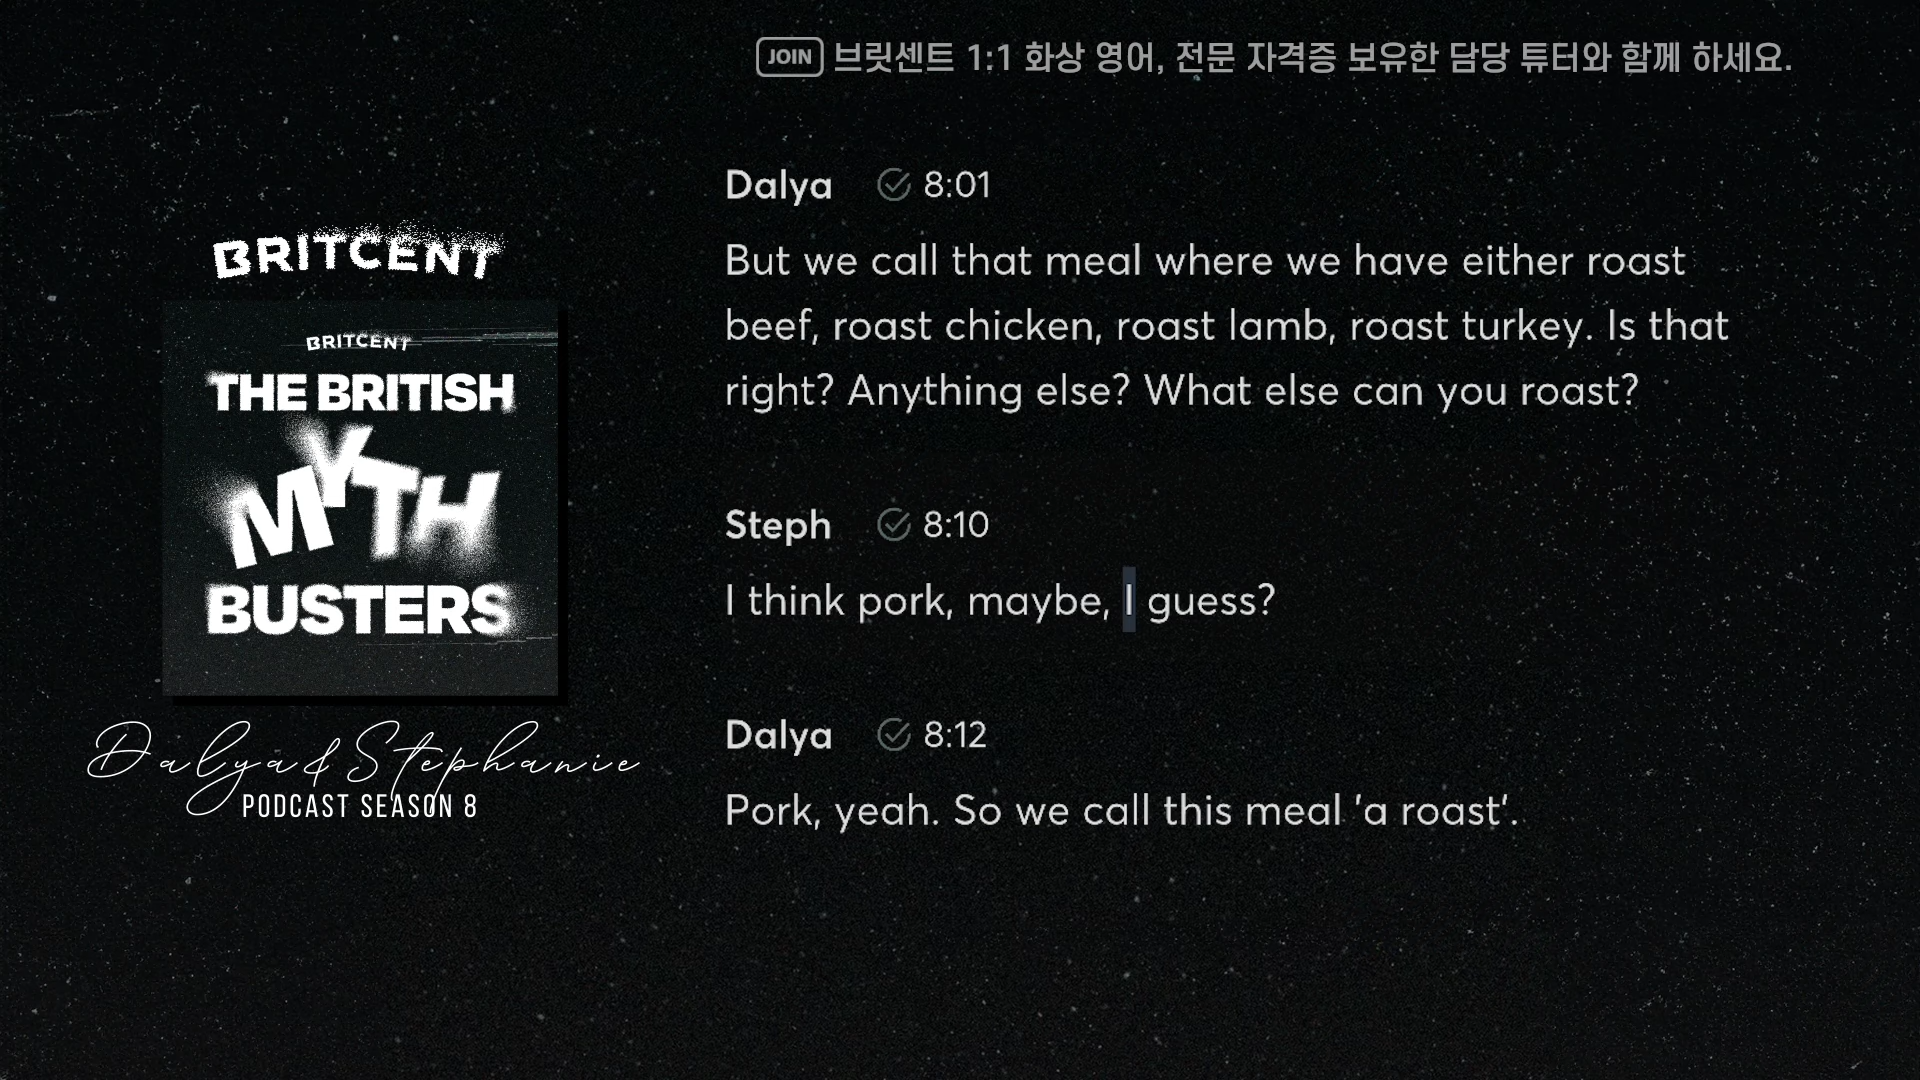 JOIN 브릿센트 1:1 화상 영어, 전문 자격증 보유한 담당 튜터와 함께 하세요.
BRITCENT
BRITCENT
THE BRITISH
MYTH
BUSTERS
Dalya & Stephanie
PODCAST SEASON 8
Dalya 8:01
But we call that meal where we have either roast
beef, roast chicken, roast lamb, roast turkey. Is that
right? Anything else? What else can you roast?
Steph 8:10
I think pork, maybe, I guess?
Dalya 8:12
Pork, yeah. So we call this meal ‘a roast‘.